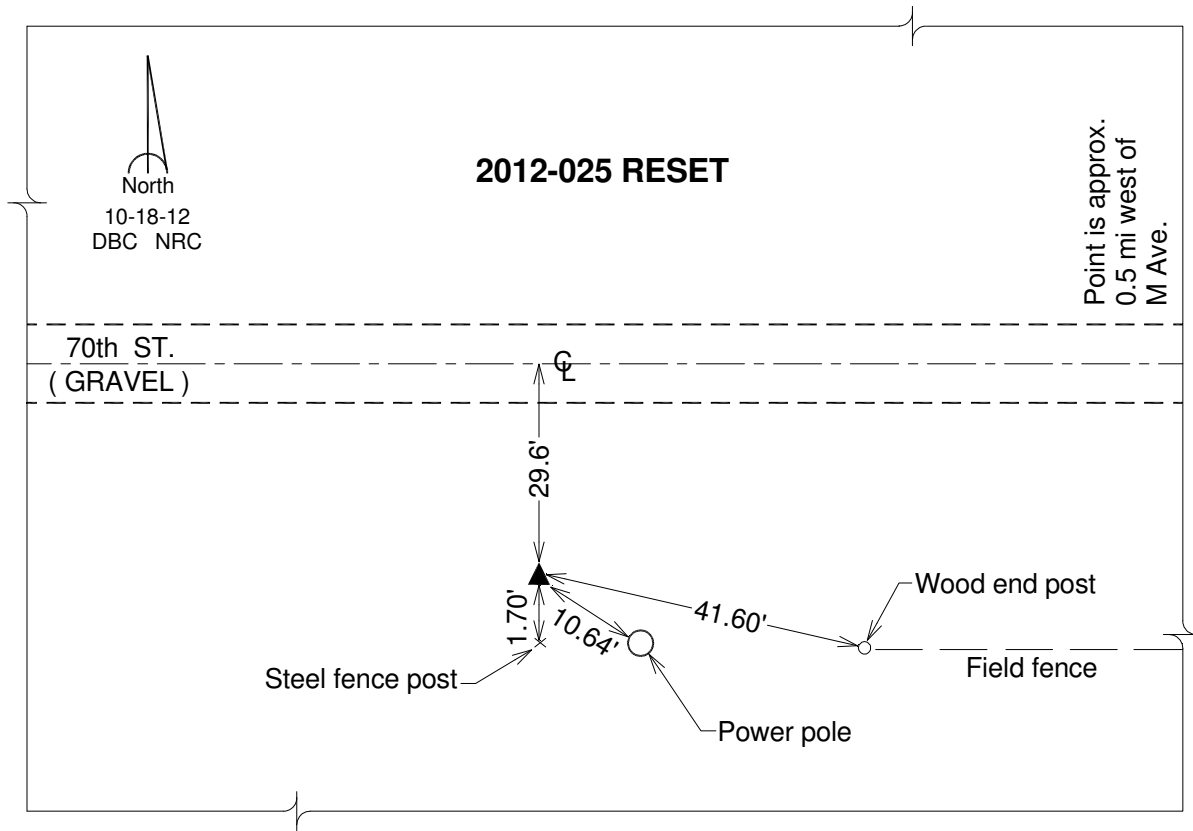 2012-025 RESET
North
10-18-12
DBC NRC
Point is approx.
0.5 mi west of
M Ave.
70th ST.
( GRAVEL )
CL
29.6'
1.70'
10.64'
41.60'
Wood end post
Field fence
Steel fence post
Power pole